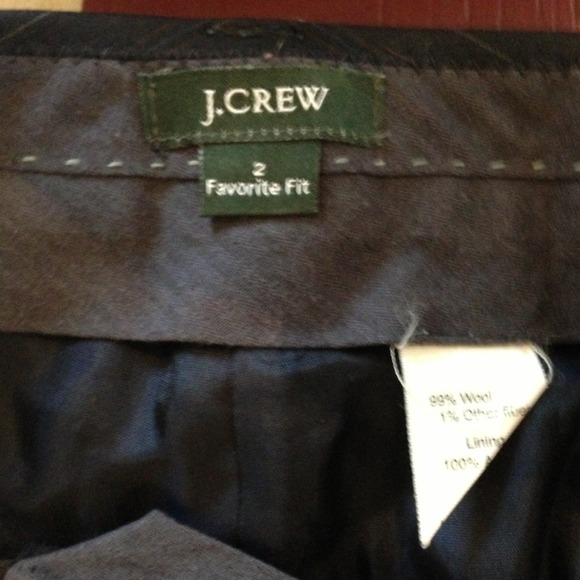 J.CREW
2
Favorite Fit
99% Wool
1% Other
Lining
100%